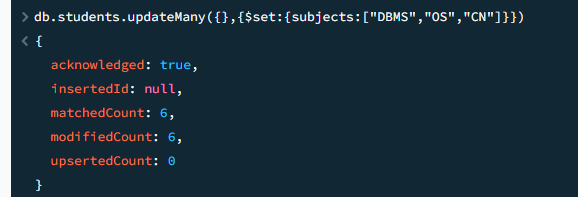 > db.students.updateMany({},{$set:{subjects:["DBMS","OS","CN"]}})
< {
acknowledged: true,
insertedId: null,
matchedCount: 6,
modifiedCount: 6,
upsertedCount: 0
}